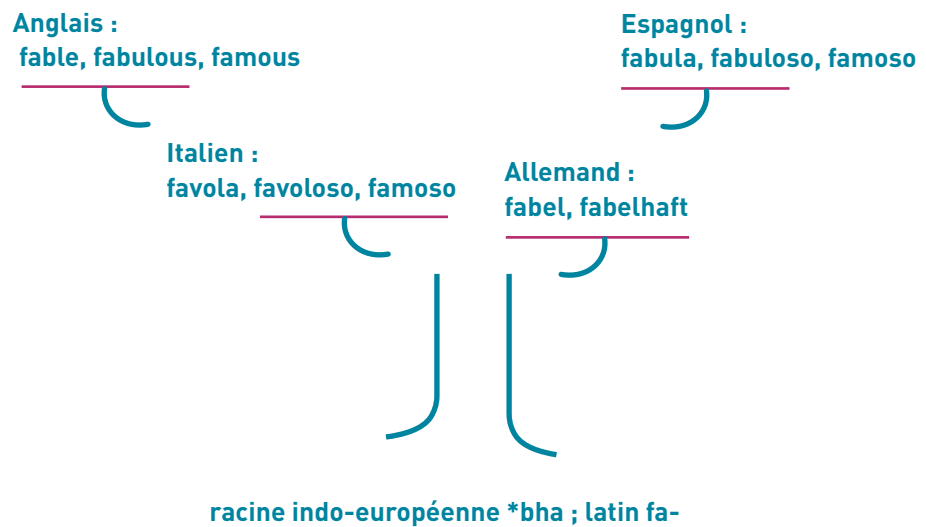 Anglais :
fable, fabulous, famous
Espagnol :
fabula, fabuloso, famoso
Italien :
favola, favoloso, famoso
Allemand :
fabel, fabelhaft
racine indo-européenne *bha ; latin fa-